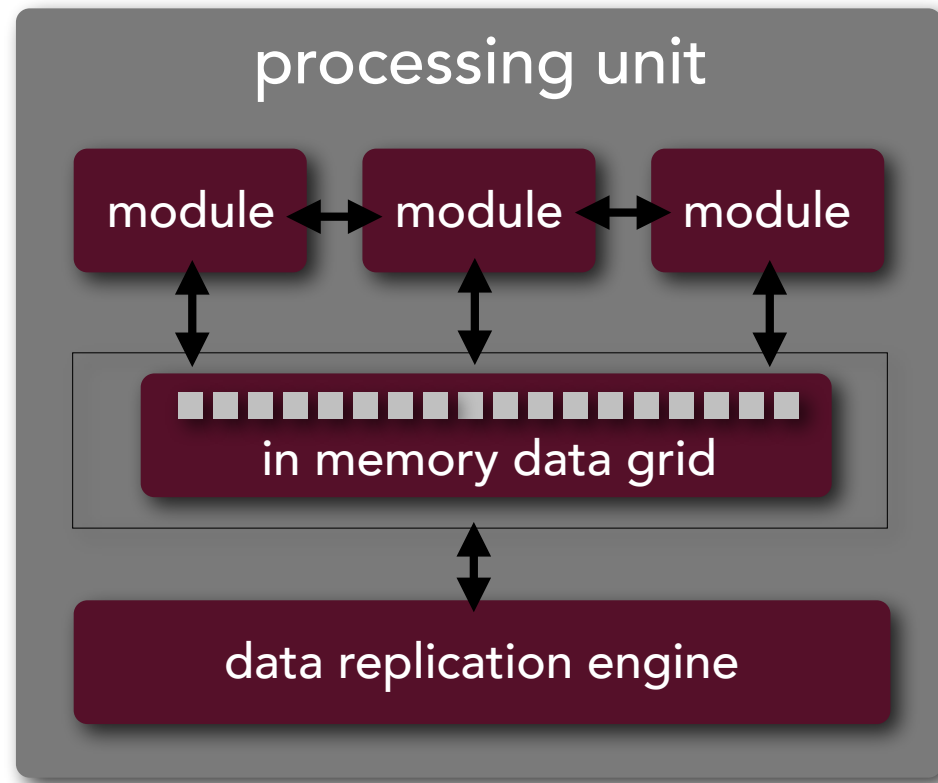 processing unit
module
module
module
in memory data grid
data replication engine